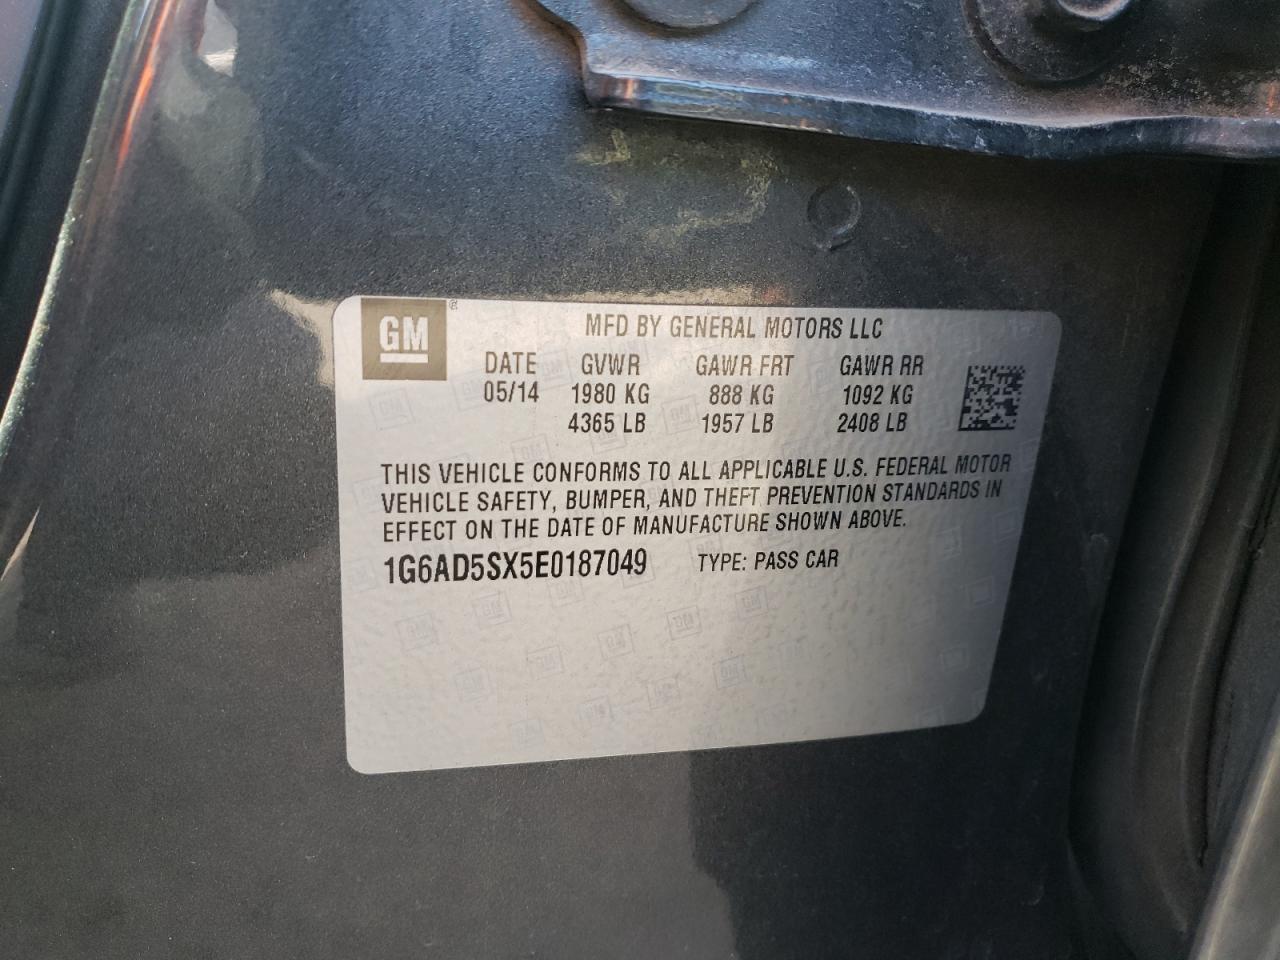 GM ®
MFD BY GENERAL MOTORS LLC
DATE GVWR GAWR FRT GAWR RR
05/14 1980 KG 888 KG 1092 KG
4365 LB 1957 LB 2408 LB
THIS VEHICLE CONFORMS TO ALL APPLICABLE U.S. FEDERAL MOTOR
VEHICLE SAFETY, BUMPER, AND THEFT PREVENTION STANDARDS IN
EFFECT ON THE DATE OF MANUFACTURE SHOWN ABOVE.
1G6AD5SX5E0187049 TYPE: PASS CAR